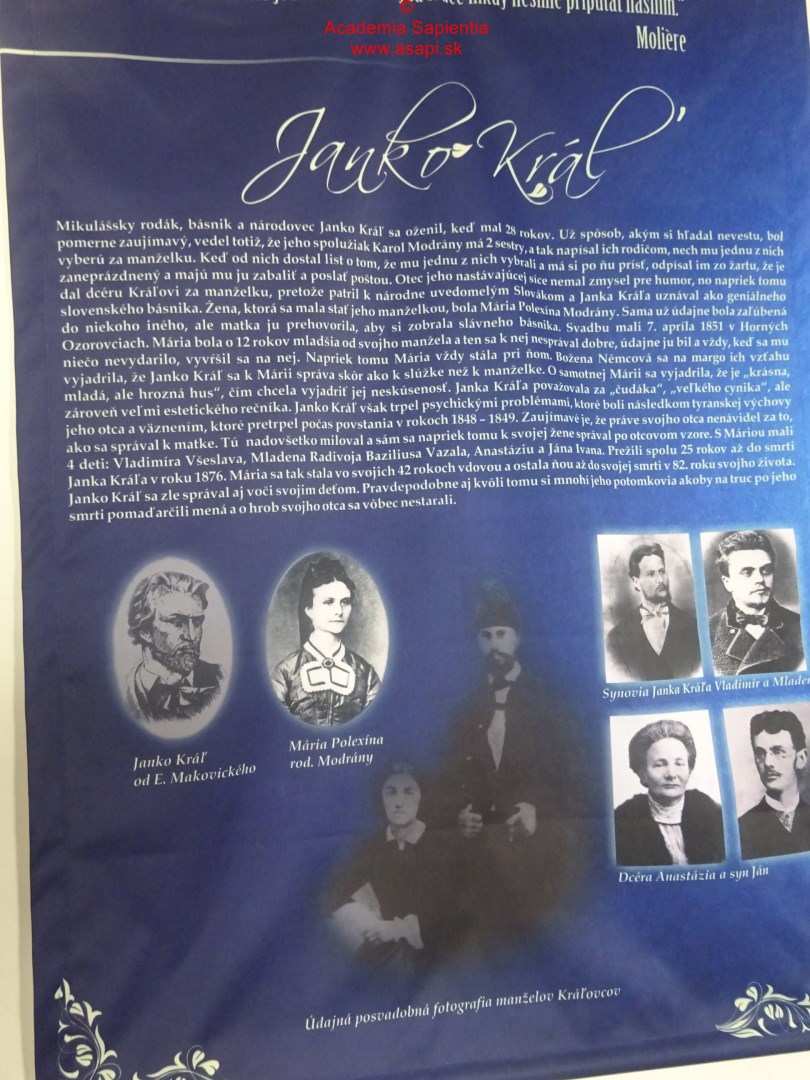 nikdy nesmie pripútať násilím."
Molière
©
Academia Sapientia
www.asapi.sk
Janko Kráľ
Mikulášsky rodák, básnik a národovec Janko Kráľ sa oženil, keď mal 28 rokov. Už spôsob, akým si hľadal nevestu, bol
pomerne zaujímavý, vedel totiž, že jeho spolužiak Karol Modrány má 2 sestry, a tak napísal ich rodičom, nech mu jednu z nich
vyberú za manželku. Keď od nich dostal list o tom, že mu jednu z nich vybrali a má si po ňu prísť, odpísal im zo žartu, že je
zaneprázdnený a majú mu ju zabaliť a poslať poštou. Otec jeho nastávajúcej síce nemal zmysel pre humor, no napriek tomu
dal dcéru Kráľovi za manželku, pretože patril k národne uvedomelým Slovákom a Janka Kráľa uznával ako geniálneho
slovenského básnika. Žena, ktorá sa mala stať jeho manželkou, bola Mária Polexína Modrány. Sama už údajne bola zaľúbená
do niekoho iného, ale matka ju prehovorila, aby si zobrala slávneho básnika. Svadbu mali 7. apríla 1851 v Horných
Ozorovciach. Mária bola o 12 rokov mladšia od svojho manžela a ten sa k nej nesprával dobre, údajne ju bil a vždy, keď sa mu
niečo nevydarilo, vyvŕšil sa na nej. Napriek tomu Mária vždy stála pri ňom. Božena Němcová sa na margo ich vzťahu
vyjadrila, že Janko Kráľ sa k Márii správa skôr ako k slúžke než k manželke. O samotnej Márii sa vyjadrila, že je „krásna,
mladá, ale hrozná hus", čím chcela vyjadriť jej neskúsenosť. Janka Kráľa považovala za „čudáka", „veľkého cynika", ale
zároveň veľmi estetického rečníka. Janko Kráľ však trpel psychickými problémami, ktoré boli následkom tyranskej výchovy
jeho otca a väznením, ktoré pretrpel počas povstania v rokoch 1848 – 1849. Zaujímavé je, že práve svojho otca nenávidel za to,
ako sa správal k matke. Tú nadovšetko miloval a sám sa napriek tomu k svojej žene správal po otcovom vzore. S Máriou mali
4 deti: Vladimíra Všeslava, Mladena Radivoja Baziliusa Vazala, Anastáziu a Jána Ivana. Prežili spolu 25 rokov až do smrti
Janka Kráľa v roku 1876. Mária sa tak stala vo svojich 42 rokoch vdovou a ostala ňou až do svojej smrti v 82. roku svojho života.
Janko Kráľ sa zle správal aj voči svojim deťom. Pravdepodobne aj kvôli tomu si mnohí jeho potomkovia akoby na truc po jeho
smrti pomaďarčili mená a o hrob svojho otca sa vôbec nestarali.
Janko Kráľ
od E. Makovického
Mária Polexína
rod. Modrány
Synovia Janka Kráľa Vladimír a Mladen
Dcéra Anastázia a syn Ján
Údajná posvadobná fotografia manželov Kráľovcov